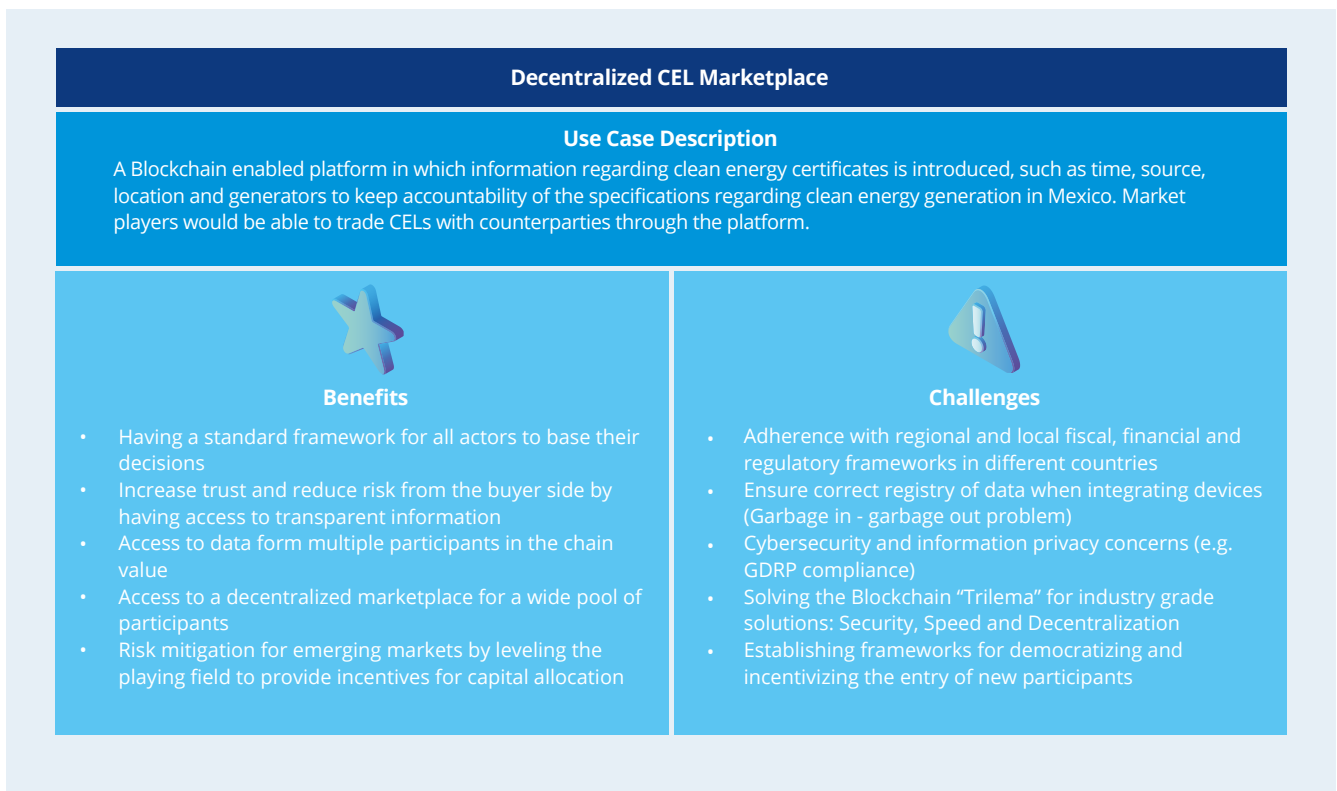 Decentralized CEL Marketplace
Use Case Description
A Blockchain enabled platform in which information regarding clean energy certificates is introduced, such as time, source,
location and generators to keep accountability of the specifications regarding clean energy generation in Mexico. Market
players would be able to trade CELs with counterparties through the platform.
Benefits
• Having a standard framework for all actors to base their
decisions
• Increase trust and reduce risk from the buyer side by
having access to transparent information
• Access to data form multiple participants in the chain
value
• Access to a decentralized marketplace for a wide pool of
participants
• Risk mitigation for emerging markets by leveling the
playing field to provide incentives for capital allocation
Challenges
• Adherence with regional and local fiscal, financial and
regulatory frameworks in different countries
• Ensure correct registry of data when integrating devices
(Garbage in - garbage out problem)
• Cybersecurity and information privacy concerns (e.g.
GDRP compliance)
• Solving the Blockchain “Trilema” for industry grade
solutions: Security, Speed and Decentralization
• Establishing frameworks for democratizing and
incentivizing the entry of new participants